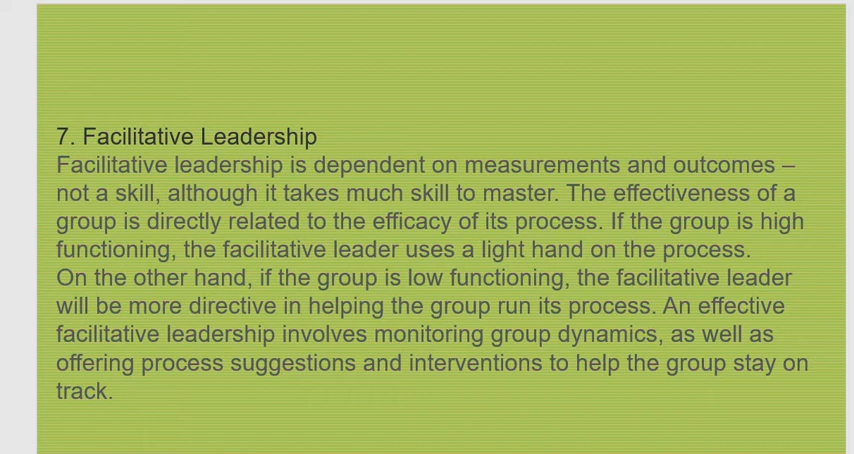 7. Facilitative Leadership
Facilitative leadership is dependent on measurements and outcomes –
not a skill, although it takes much skill to master. The effectiveness of a
group is directly related to the efficacy of its process. If the group is high
functioning, the facilitative leader uses a light hand on the process.
On the other hand, if the group is low functioning, the facilitative leader
will be more directive in helping the group run its process. An effective
facilitative leadership involves monitoring group dynamics, as well as
offering process suggestions and interventions to help the group stay on
track.